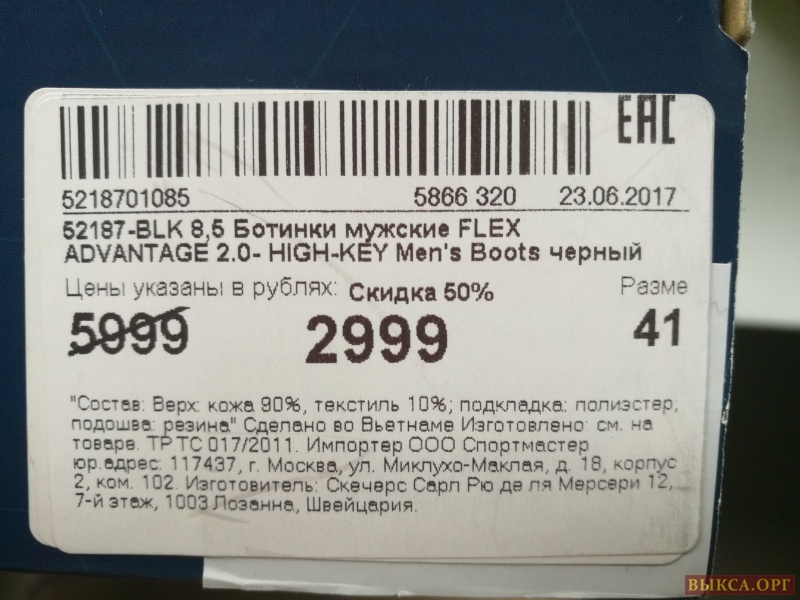 ЕАС
5218701085 5866 320 23.06.2017
52187-BLK 8,5 Ботинки мужские FLEX
ADVANTAGE 2.0- HIGH-KEY Men's Boots черный
Цены указаны в рублях: Скидка 50% Разме
5999 2999 41
"Состав: Верх: кожа 90%, текстиль 10%; подкладка: полиэстер;
подошва: резина" Сделано во Вьетнаме Изготовлено: см. на
товаре. ТР ТС 017/2011. Импортер ООО Спортмастер
юр.адрес: 117437, г. Москва, ул. Миклухо-Маклая, д. 18, корпус
2, ком. 102. Изготовитель: Скечерс Сарл Рю де ля Мерсери 12,
7-й этаж, 1003 Лозанна, Швейцария.
ВЫКСА.ОРГ